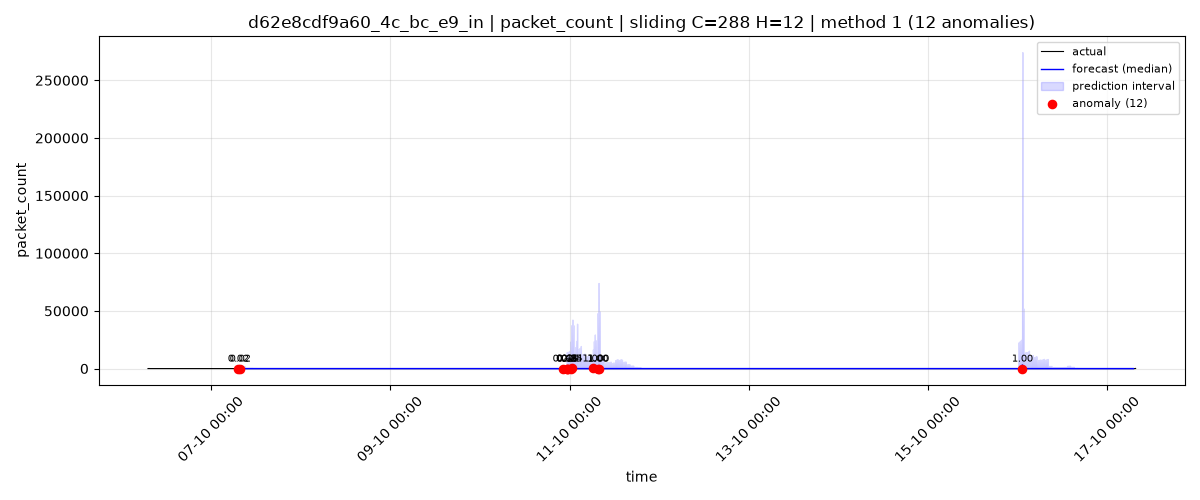 d62e8cdf9a60_4c_bc_e9_in | packet_count | sliding C=288 H=12 | method 1 (12 anomalies)
actual
forecast (median)
prediction interval
anomaly (12)
packet_count
250000
200000
150000
100000
50000
0
1.00
07-10 00:00
09-10 00:00
11-10 00:00
13-10 00:00
15-10 00:00
17-10 00:00
time